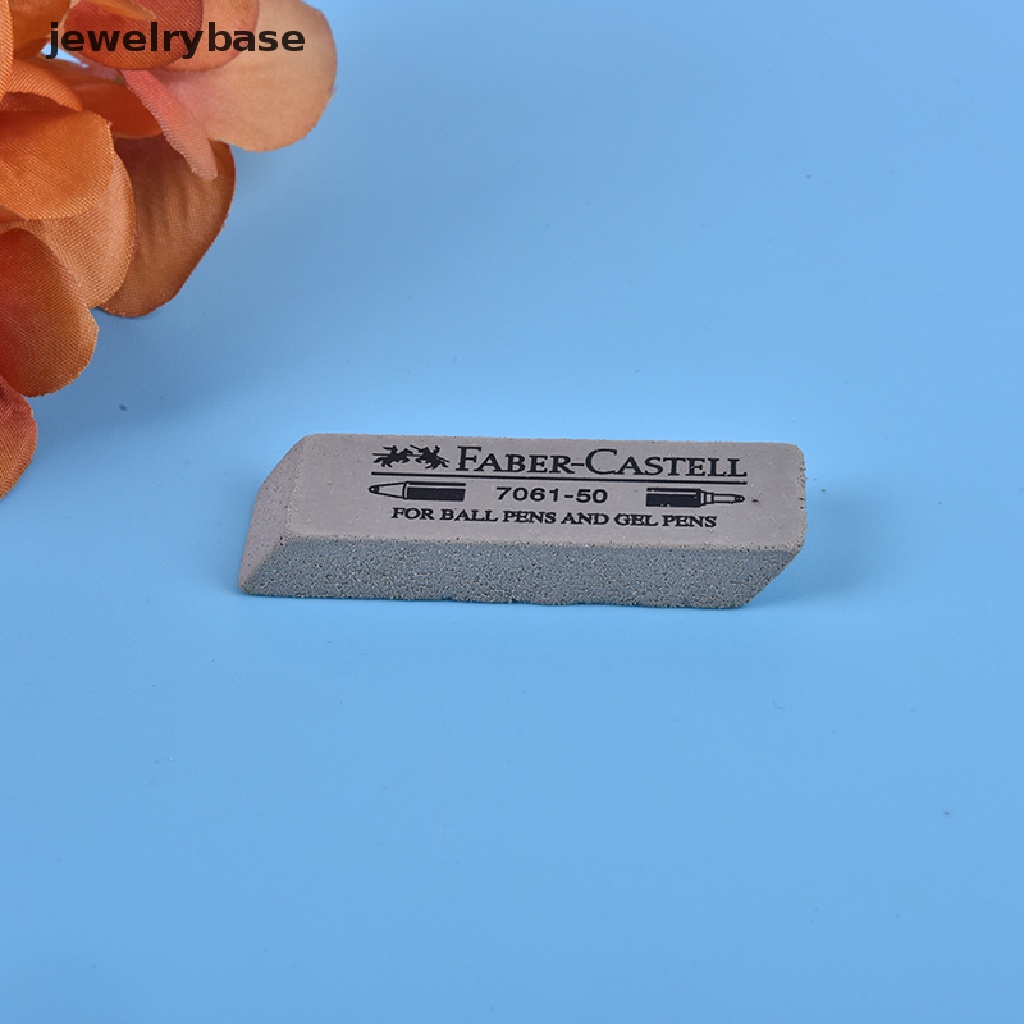 jewelrybase
FABER-CASTELL
7061-50
FOR BALL PENS AND GEL PENS